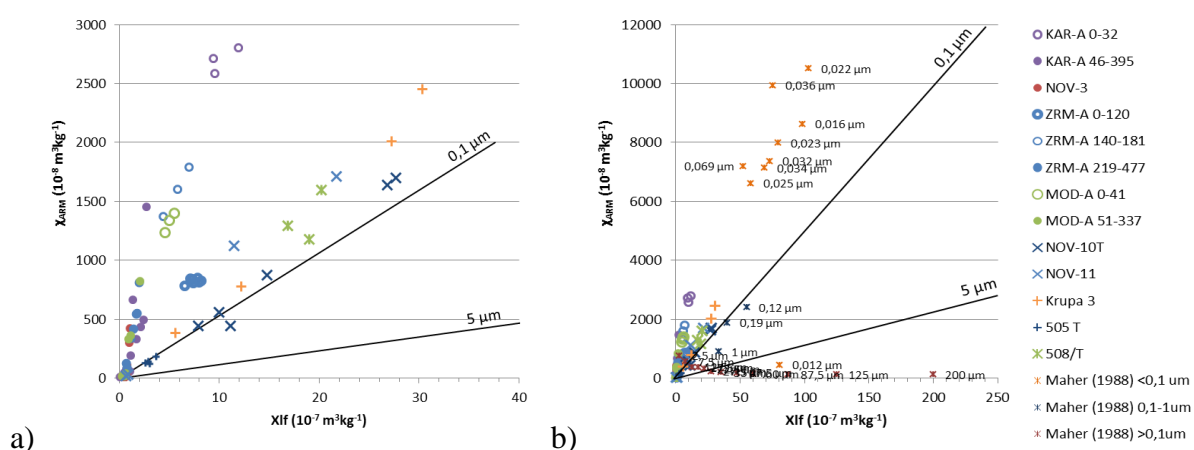 3000
2500
2000
1500
1000
500
0
0 10 20 30 40
χARM (10⁻⁸ m³kg⁻¹)
Xlf (10⁻⁷ m³kg⁻¹)
0,1 µm
5 µm
a)
12000
10000
8000
6000
4000
2000
0
0 50 100 150 200 250
χARM (10⁻⁸ m³kg⁻¹)
Xlf (10⁻⁷ m³kg⁻¹)
0,1 µm
5 µm
0,022 µm
0,036 µm
0,016 µm
0,023 µm
0,032 µm
0,069 µm
0,034 µm
0,025 µm
0,12 µm
0,19 µm
1 µm
0,012 µm
87.5 µm
125 µm
200 µm
b)
KAR-A 0-32
KAR-A 46-395
NOV-3
ZRM-A 0-120
ZRM-A 140-181
ZRM-A 219-477
MOD-A 0-41
MOD-A 51-337
NOV-10T
NOV-11
Krupa 3
505 T
508/T
Maher (1988) <0,1 um
Maher (1988) 0,1-1um
Maher (1988) >0,1um